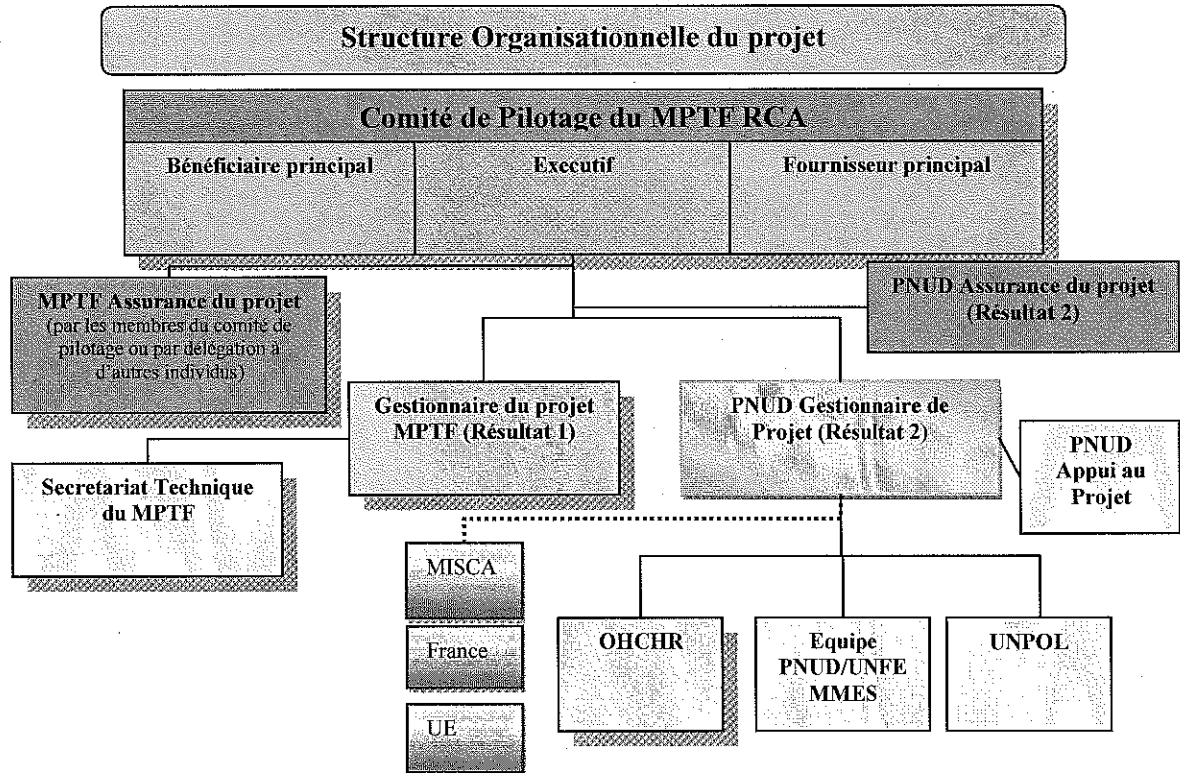 Structure Organisationnelle du projet
Comité de Pilotage du MPTF RCA
Bénéficiaire principal
Executif
Fournisseur principal
MPTF Assurance du projet
(par les membres du comité de
pilotage ou par délégation à
d'autres individus)
PNUD Assurance du projet
(Résultat 2)
Gestionnaire du projet
MPTF (Résultat 1)
PNUD Gestionnaire de
Projet (Résultat 2)
PNUD
Appui au
Projet
Secretariat Technique
du MPTF
MISCA
France
UE
OHCHR
Equipe
PNUD/UNFE
MMES
UNPOL